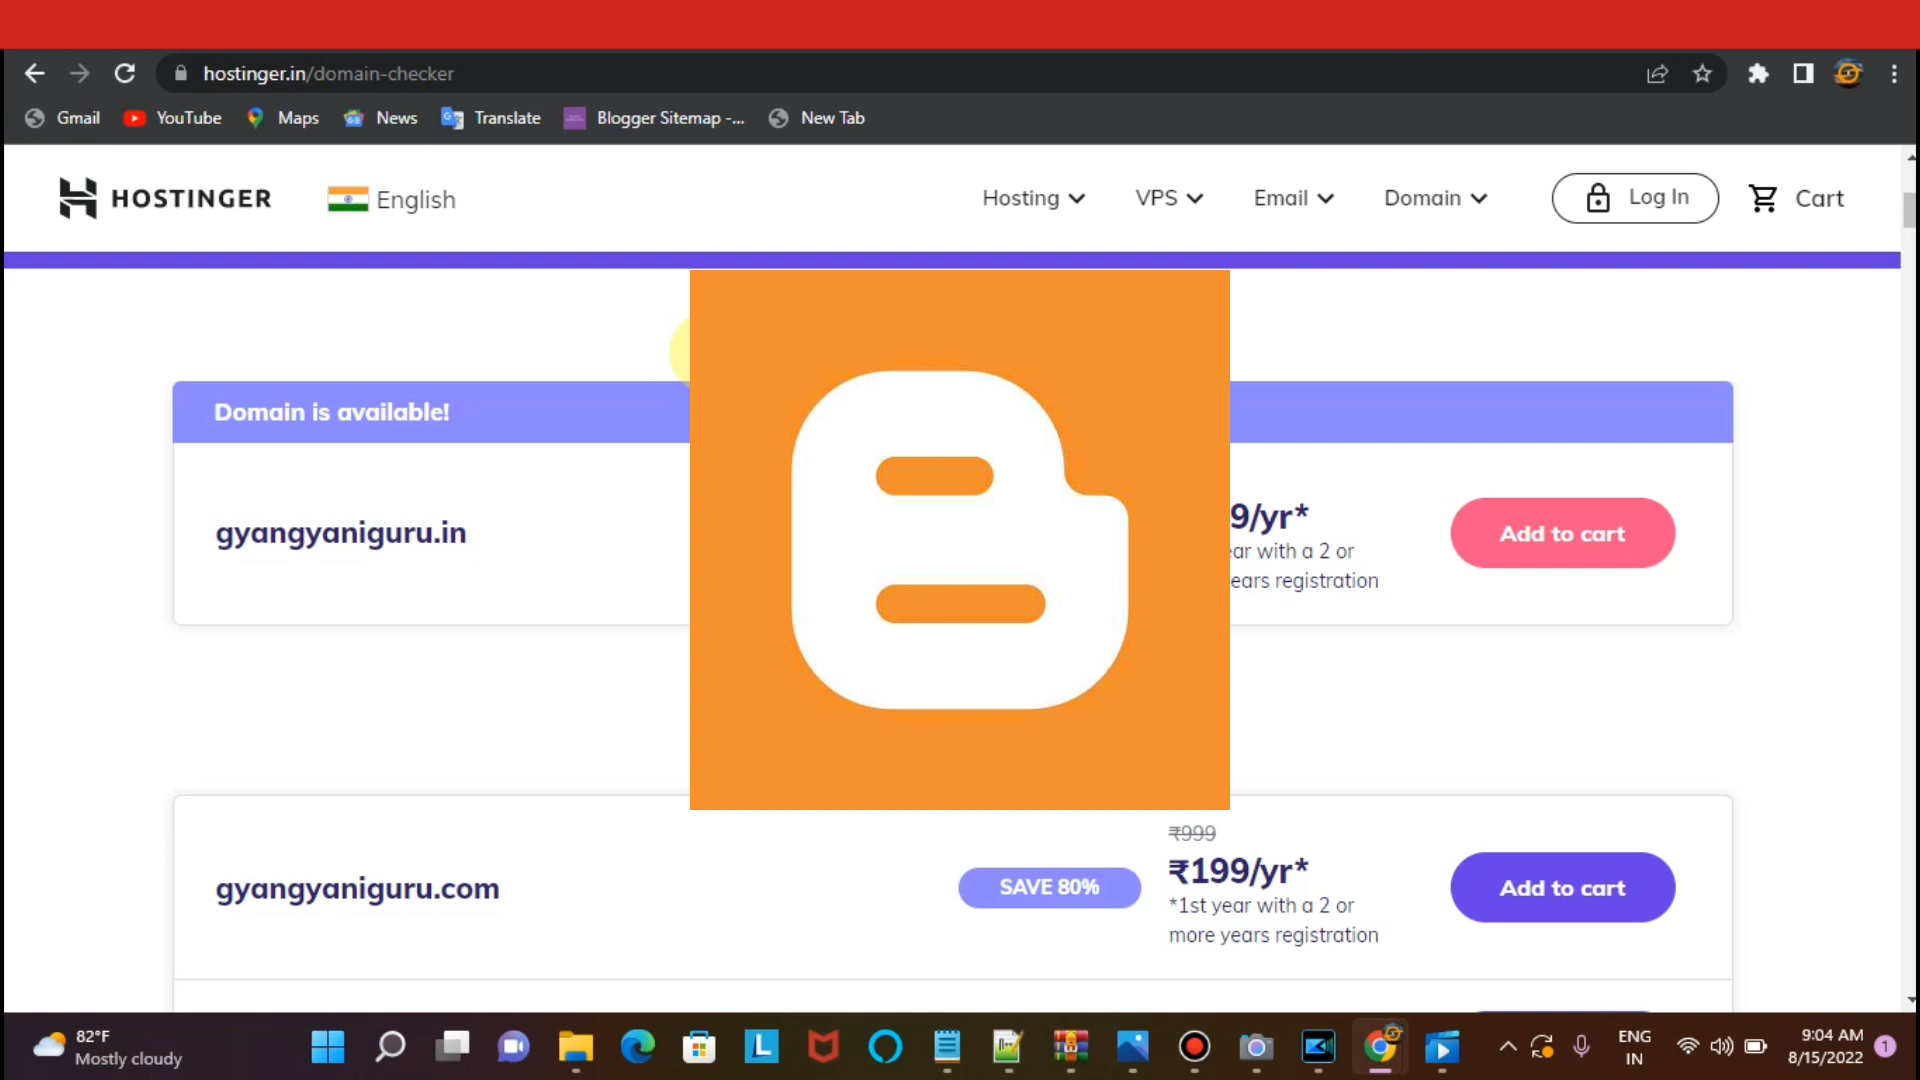 hostinger.in/domain-checker
Gmail YouTube Maps News Translate Blogger Sitemap -... New Tab
HOSTINGER English Hosting VPS Email Domain Log In Cart
Domain is available!
gyangyaniguru.in 9/yr* Add to cart
ar with a 2 or
ears registration
₹999
gyangyaniguru.com SAVE 80% ₹199/yr* Add to cart
*1st year with a 2 or
more years registration
82°F
Mostly cloudy
ENG
IN
9:04 AM
8/15/2022
1